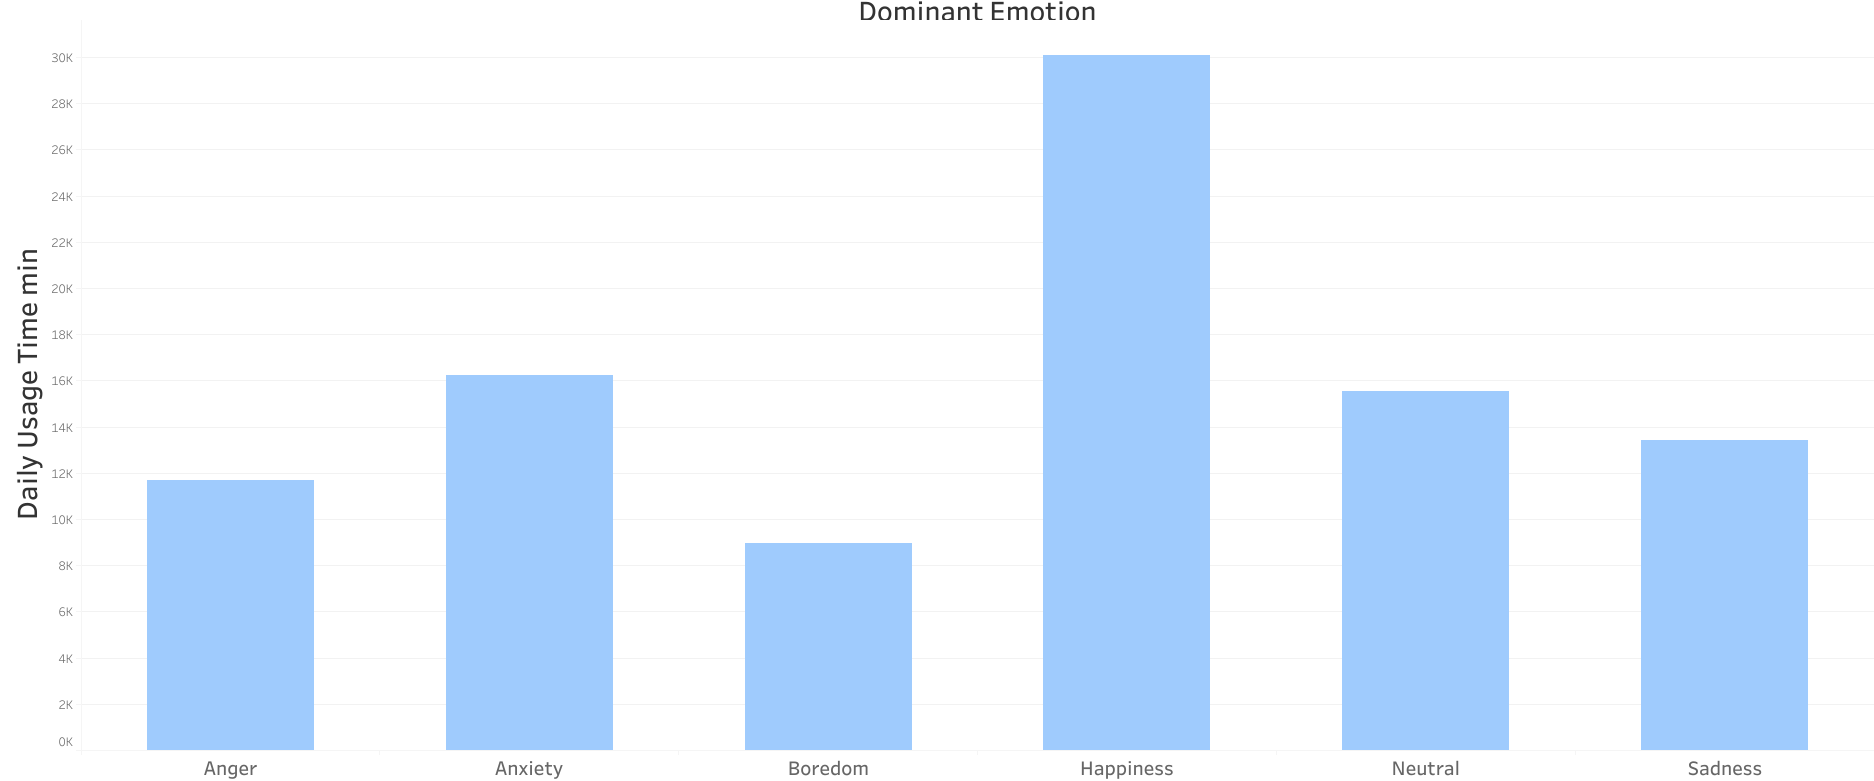 Dominant Emotion
Daily Usage Time min
30K
28K
26K
24K
22K
20K
18K
16K
14K
12K
10K
8K
6K
4K
2K
0K
Anger Anxiety Boredom Happiness Neutral Sadness